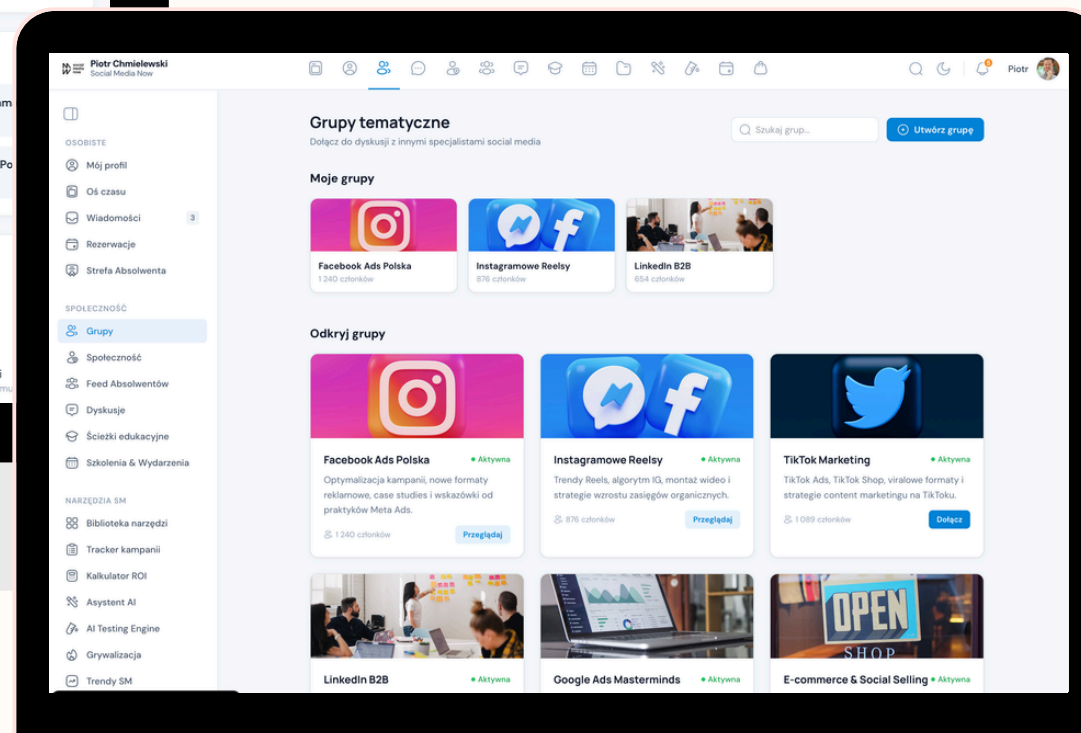 am
Po
i
mu
Piotr Chmielewski
Social Media Now
Piotr
OSOBISTE
Mój profil
Oś czasu
Wiadomości 3
Rezerwacje
Strefa Absolwenta
SPOŁECZNOŚĆ
Grupy
Społeczność
Feed Absolwentów
Dyskusje
Ścieżki edukacyjne
Szkolenia & Wydarzenia
NARZĘDZIA SM
Biblioteka narzędzi
Tracker kampanii
Kalkulator ROI
Asystent AI
AI Testing Engine
Grywalizacja
Trendy SM
Grupy tematyczne
Dołącz do dyskusji z innymi specjalistami social media
Szukaj grup...
Utwórz grupę
Moje grupy
Facebook Ads Polska
1 240 członków
Instagramowe Reelsy
876 członków
LinkedIn B2B
654 członków
Odkryj grupy
Facebook Ads Polska Aktywna
Optymalizacja kampanii, nowe formaty
reklamowe, case studies i wskazówki od
praktyków Meta Ads.
1 240 członków Przeglądaj
Instagramowe Reelsy Aktywna
Trendy Reels, algorytm IG, montaż wideo i
strategie wzrostu zasięgów organicznych.
876 członków Przeglądaj
TikTok Marketing Aktywna
TikTok Ads, TikTok Shop, viralowe formaty i
strategie content marketingu na TikToku.
1 089 członków Dołącz
LinkedIn B2B Aktywna
Google Ads Masterminds Aktywna
OPEN
SHOP
E-commerce & Social Selling Aktywna